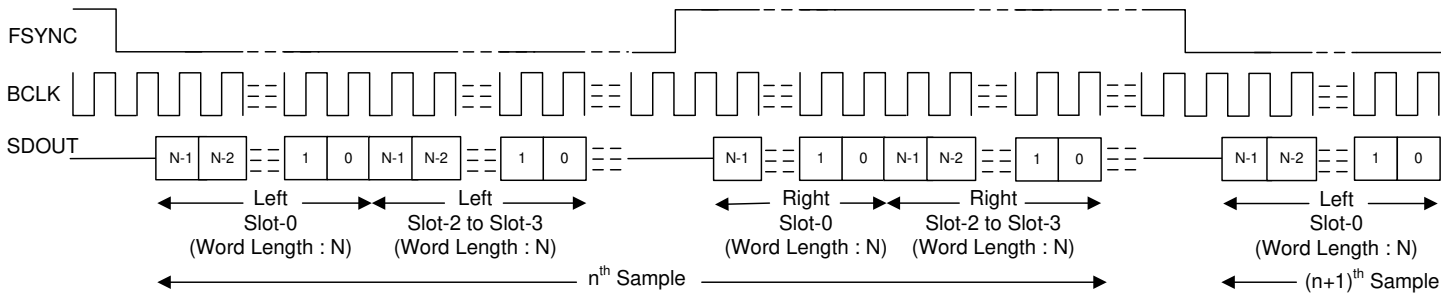 FSYNC
BCLK
SDOUT
N-1 N-2 1 0 N-1 N-2 1 0 N-1 1 0 N-1 N-2 1 0 N-1 N-2 1 0
Left Left Right Right Left
Slot-0 Slot-2 to Slot-3 Slot-0 Slot-2 to Slot-3 Slot-0
(Word Length : N) (Word Length : N) (Word Length : N) (Word Length : N) (Word Length : N)
nth Sample (n+1)th Sample